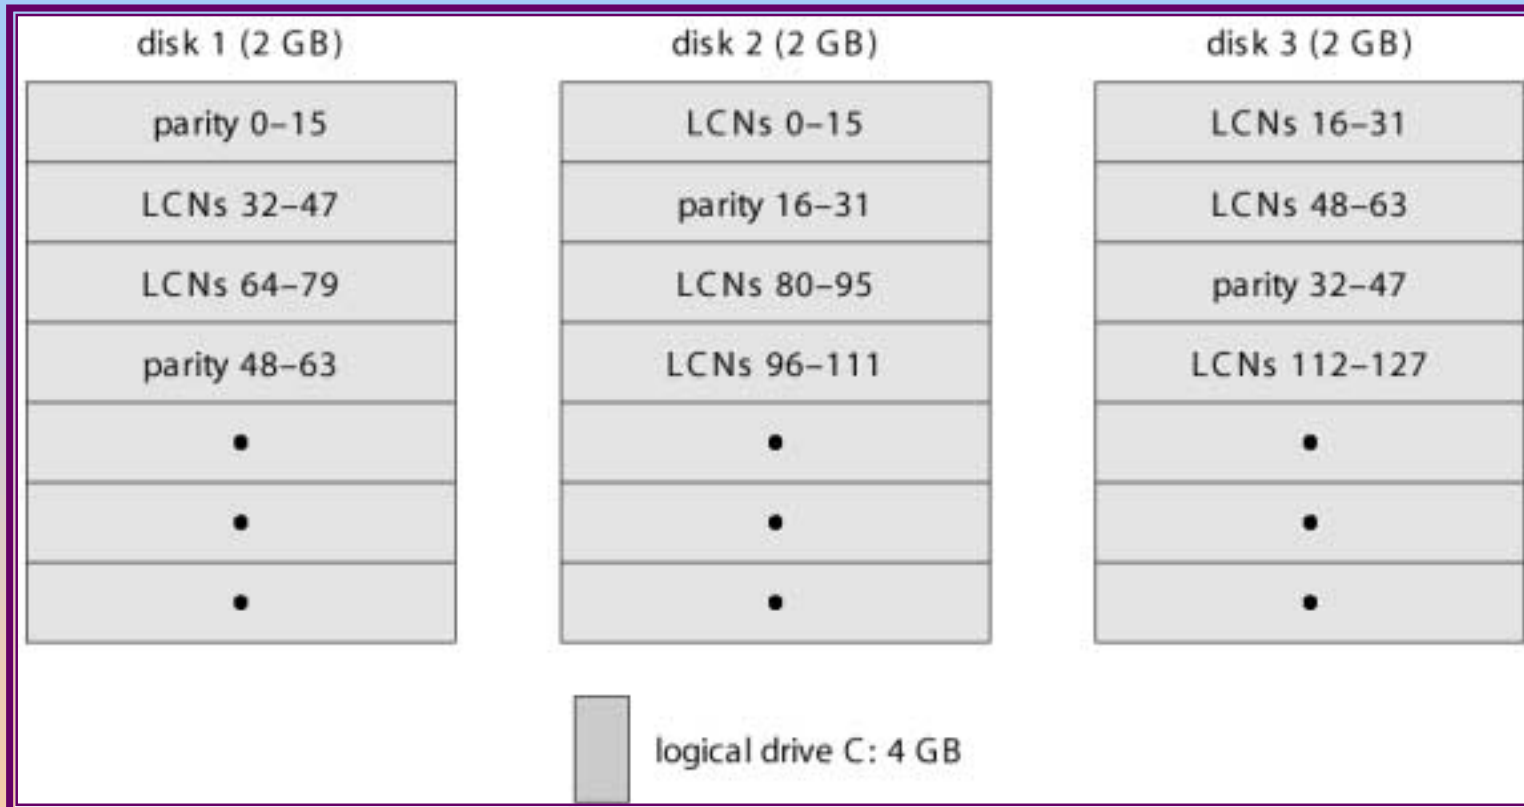 disk 1 (2 GB) disk 2 (2 GB) disk 3 (2 GB)
parity 0–15 LCNs 0–15 LCNs 16–31
LCNs 32–47 parity 16–31 LCNs 48–63
LCNs 64–79 LCNs 80–95 parity 32–47
parity 48–63 LCNs 96–111 LCNs 112–127
logical drive C: 4 GB